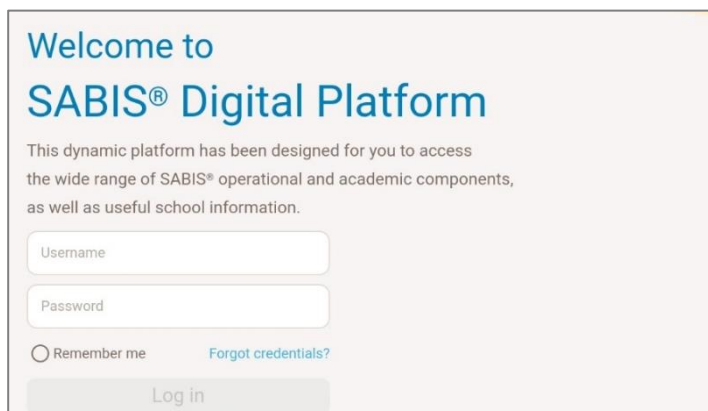 Welcome to
SABIS® Digital Platform
This dynamic platform has been designed for you to access
the wide range of SABIS® operational and academic components,
as well as useful school information.
Username
Password
Remember me Forgot credentials?
Log in